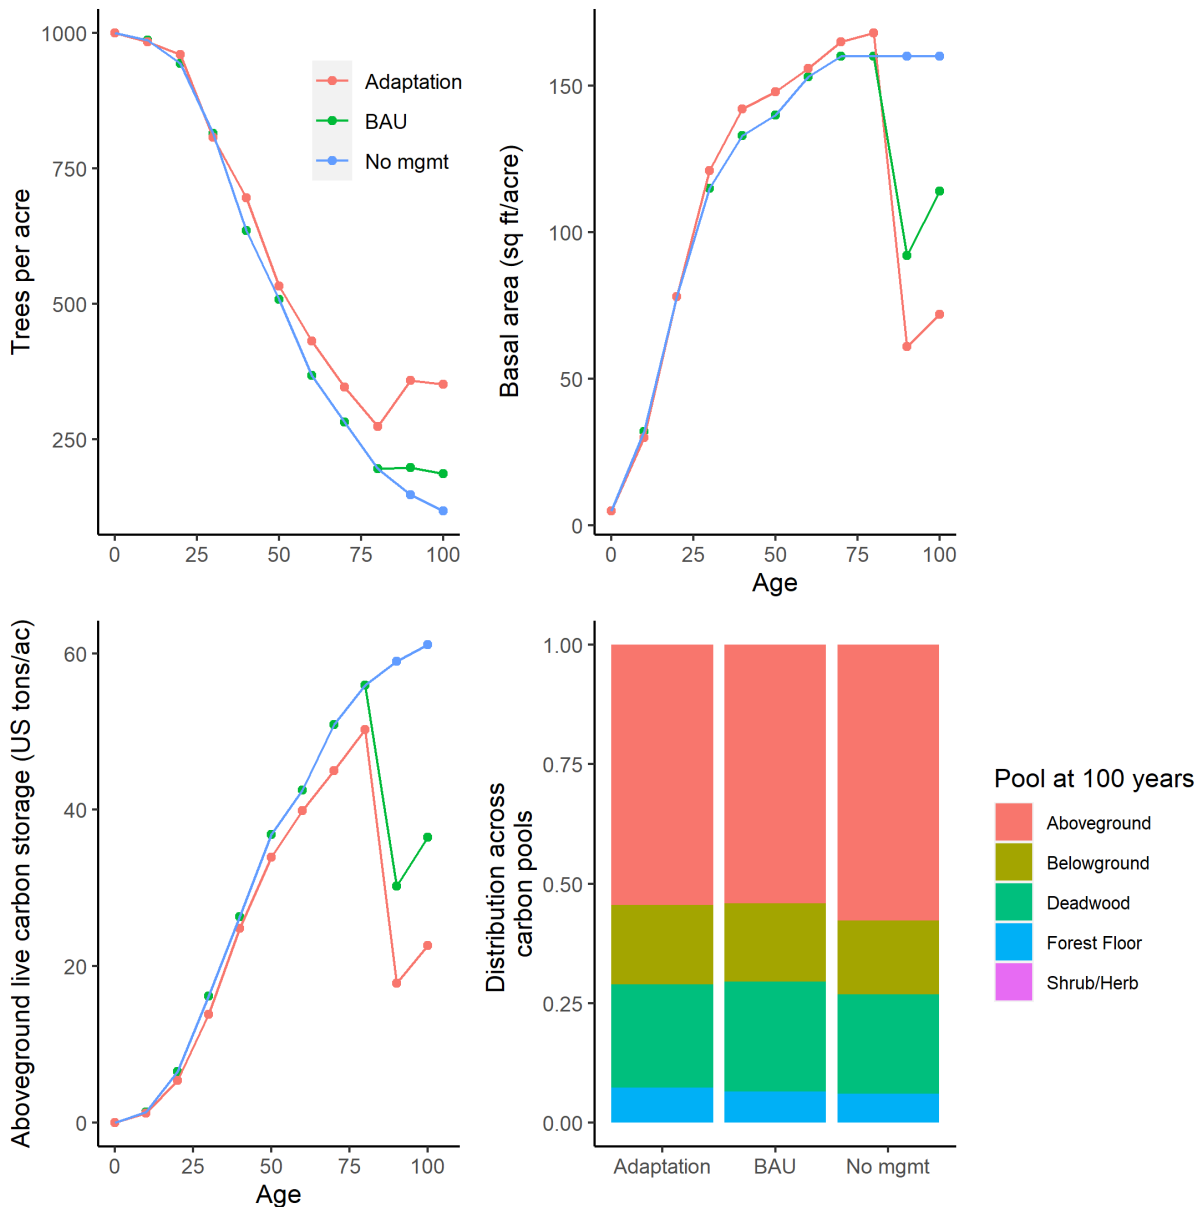 Trees per acre
1000
750
500
250
0 25 50 75 100
Adaptation
BAU
No mgmt
Basal area (sq ft/acre)
150
100
50
0
0 25 50 75 100
Age
Aboveground live carbon storage (US tons/ac)
60
40
20
0
0 25 50 75 100
Age
Distribution across
carbon pools
1.00
0.75
0.50
0.25
0.00
Adaptation BAU No mgmt
Pool at 100 years
Aboveground
Belowground
Deadwood
Forest Floor
Shrub/Herb